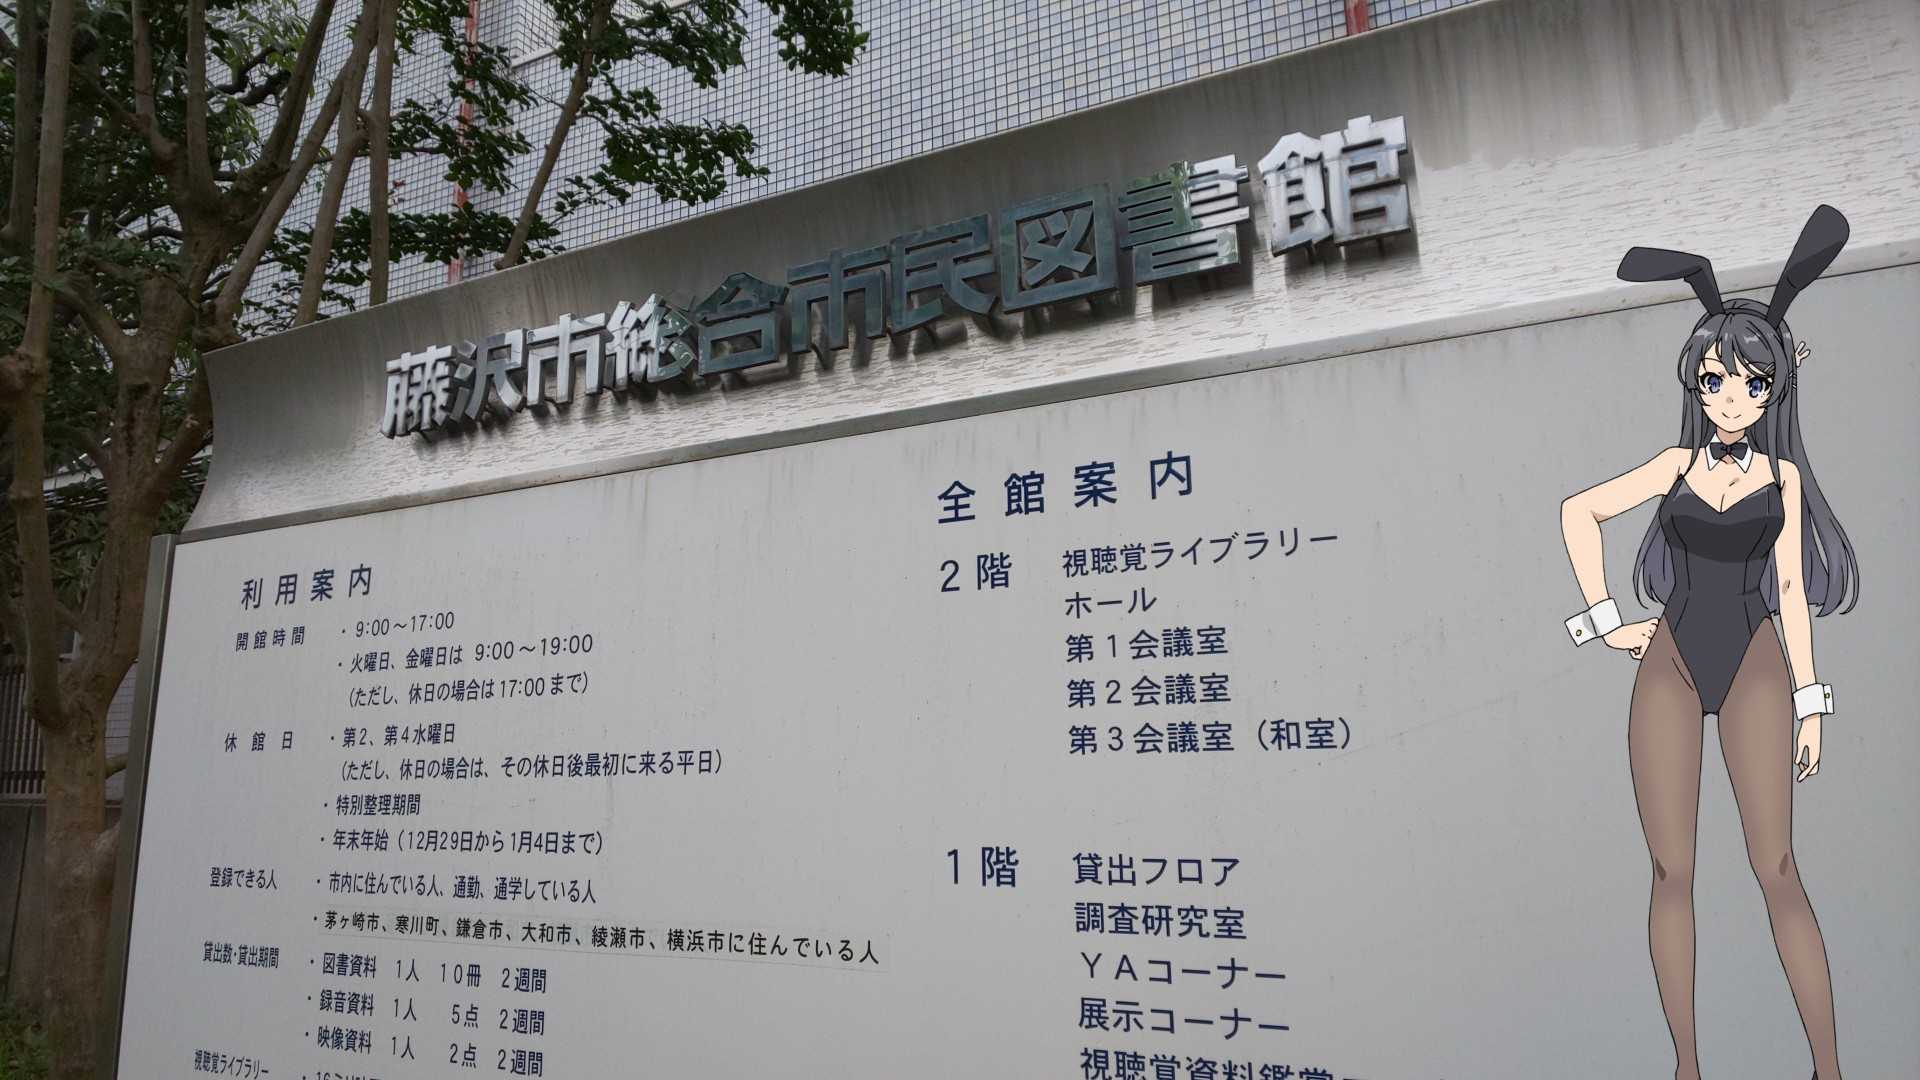 藤沢市総合市民図書館
利用案内
開館時間 ・9:00～17:00
・火曜日、金曜日は 9:00～19:00
(ただし、休日の場合は17:00まで)
休館日 ・第2、第4水曜日
(ただし、休日の場合は、その休日後最初に来る平日)
・特別整理期間
・年末年始（12月29日から1月4日まで）
登録できる人 ・市内に住んでいる人、通勤、通学している人
・茅ヶ崎市、寒川町、鎌倉市、大和市、綾瀬市、横浜市に住んでいる人
貸出数・貸出期間 ・図書資料 1人 10冊 2週間
・録音資料 1人 5点 2週間
・映像資料 1人 2点 2週間
視聴覚ライブラリー
全館案内
2階 視聴覚ライブラリー
ホール
第1会議室
第2会議室
第3会議室（和室）
1階 貸出フロア
調査研究室
YAコーナー
展示コーナー
視聴覚資料鑑賞